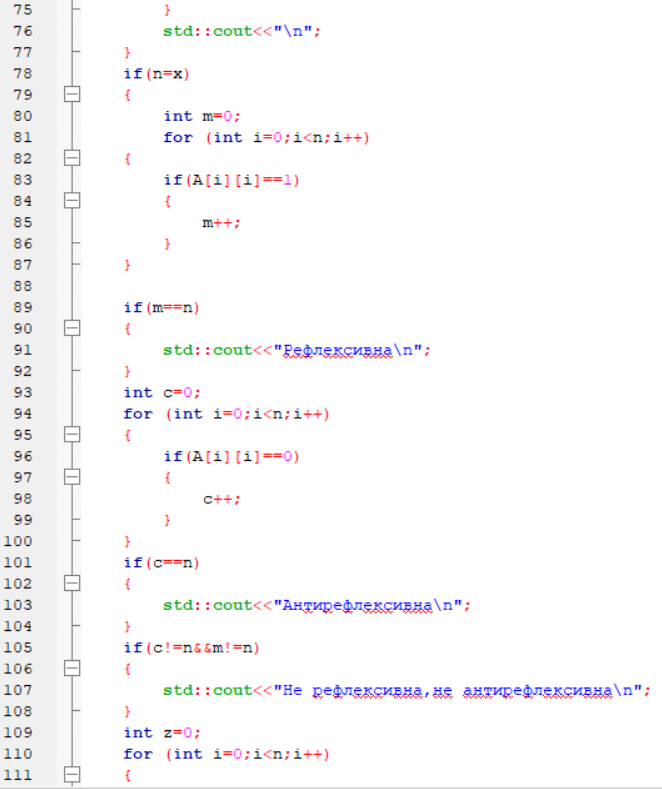 75 }
76 std::cout<<"\n";
77 }
78 if(n=x)
79 {
80 int m=0;
81 for (int i=0;i<n;i++)
82 {
83 if(A[i][i]==1)
84 {
85 m++;
86 }
87 }
88
89 if(m==n)
90 {
91 std::cout<<"Рефлексивна\n";
92 }
93 int c=0;
94 for (int i=0;i<n;i++)
95 {
96 if(A[i][i]==0)
97 {
98 c++;
99 }
100 }
101 if(c==n)
102 {
103 std::cout<<"Антирефлексивна\n";
104 }
105 if(c!=n&&m!=n)
106 {
107 std::cout<<"Не рефлексивна,не антирефлексивна\n";
108 }
109 int z=0;
110 for (int i=0;i<n;i++)
111 {